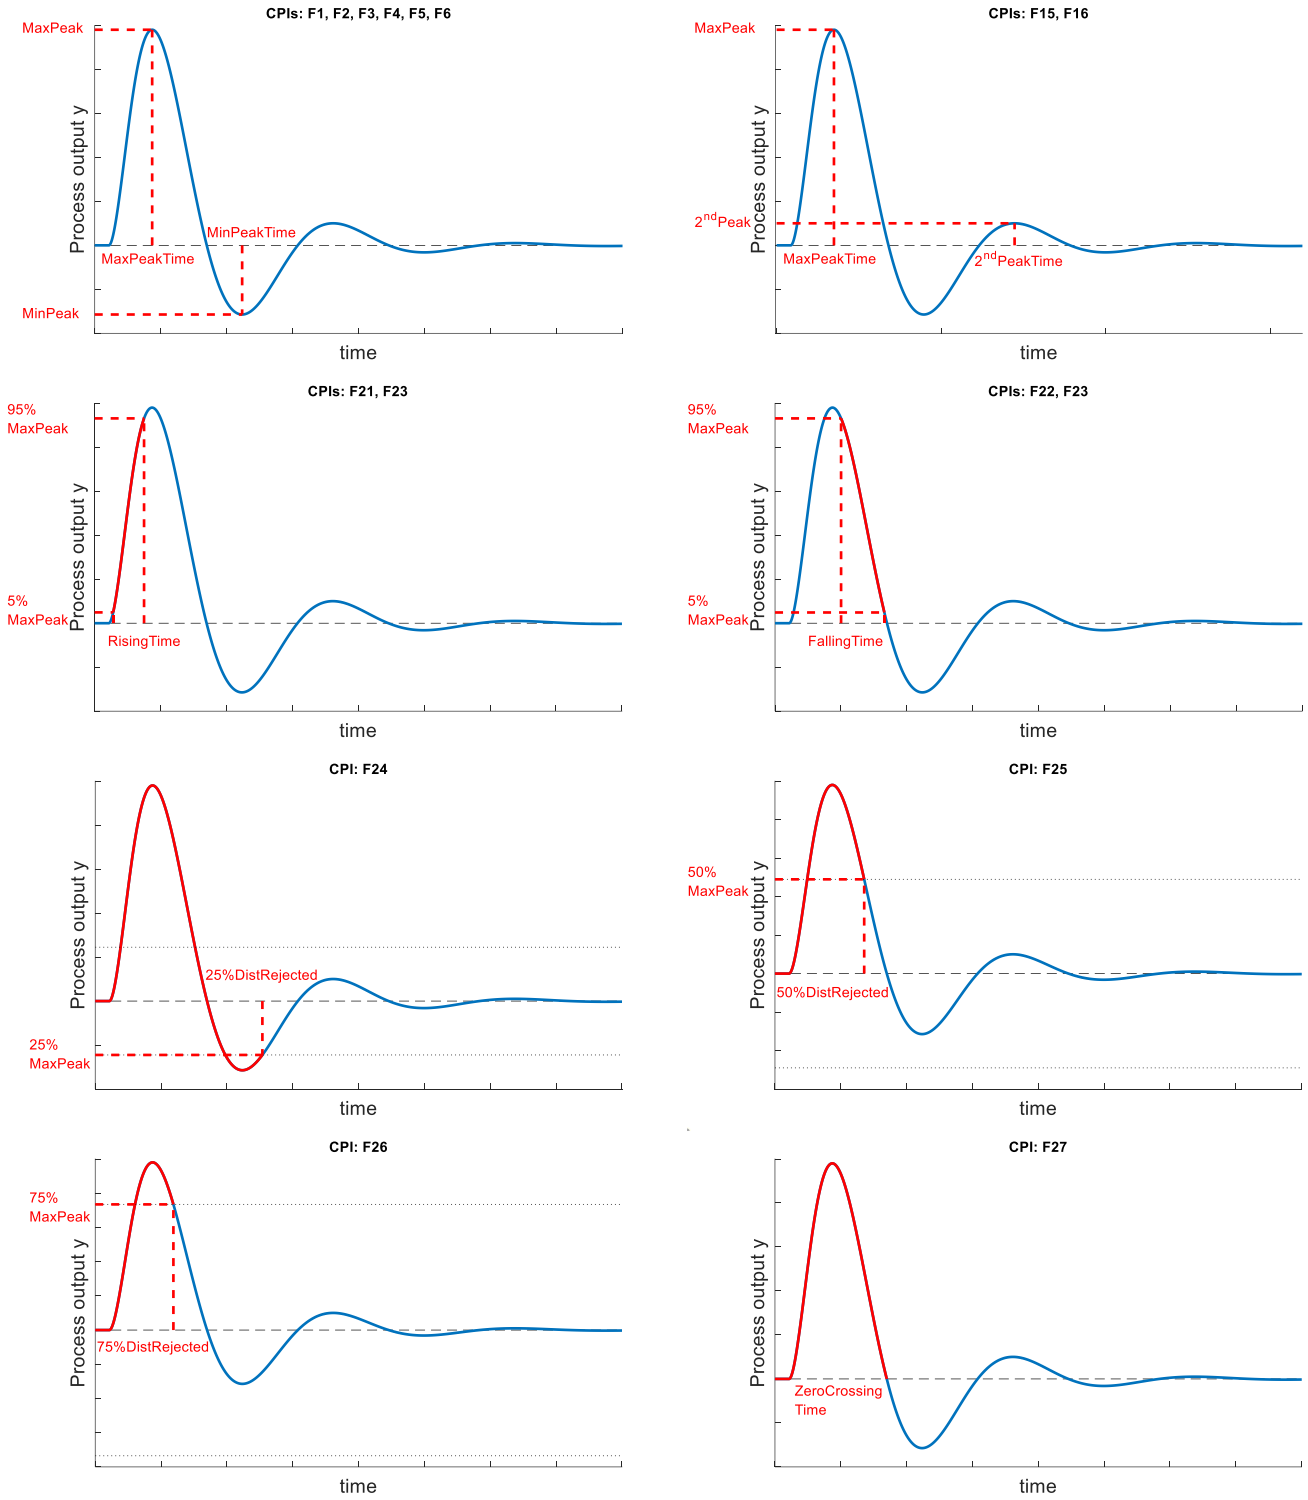 CPIs: F1, F2, F3, F4, F5, F6
MaxPeak
Process output y
MinPeakTime
MaxPeakTime
MinPeak
time
CPIs: F15, F16
MaxPeak
Process output y
2ndPeak
MaxPeakTime
2ndPeakTime
time
CPIs: F21, F23
95%
MaxPeak
Process output y
5%
MaxPeak
RisingTime
time
CPIs: F22, F23
95%
MaxPeak
Process output y
5%
MaxPeak
FallingTime
time
CPI: F24
Process output y
25%DistRejected
25%
MaxPeak
time
CPI: F25
50%
MaxPeak
Process output y
50%DistRejected
time
CPI: F26
75%
MaxPeak
Process output y
75%DistRejected
time
CPI: F27
Process output y
ZeroCrossing
Time
time